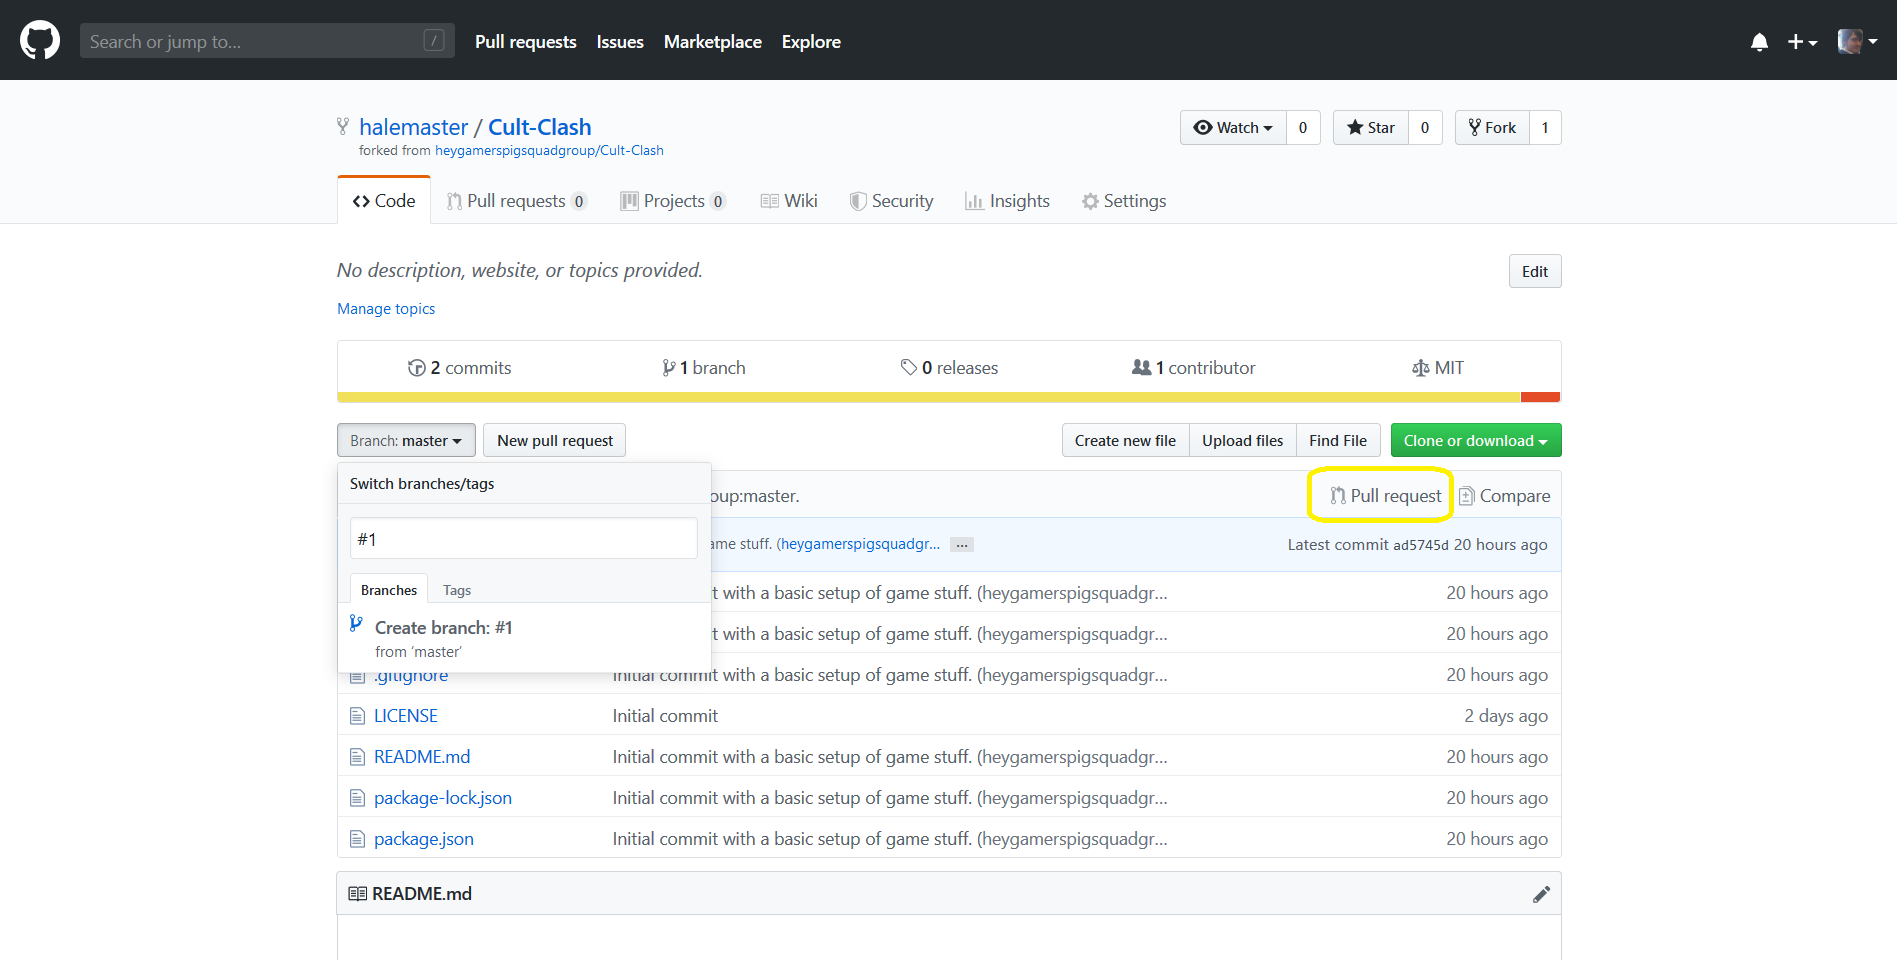 Search or jump to... / Pull requests Issues Marketplace Explore
halemaster / Cult-Clash Watch 0 Star 0 Fork 1
forked from heygamerspigsquadgroup/Cult-Clash
Code Pull requests 0 Projects 0 Wiki Security Insights Settings
No description, website, or topics provided. Edit
Manage topics
2 commits 1 branch 0 releases 1 contributor MIT
Branch: master New pull request Create new file Upload files Find File Clone or download
Switch branches/tags
oup:master. Pull request Compare
#1
ame stuff. (heygamerspigsquadgr... ... Latest commit ad5745d 20 hours ago
Branches Tags
t with a basic setup of game stuff. (heygamerspigsquadgr... 20 hours ago
Create branch: #1
from ‘master’
t with a basic setup of game stuff. (heygamerspigsquadgr... 20 hours ago
.gitignore Initial commit with a basic setup of game stuff. (heygamerspigsquadgr... 20 hours ago
LICENSE Initial commit 2 days ago
README.md Initial commit with a basic setup of game stuff. (heygamerspigsquadgr... 20 hours ago
package-lock.json Initial commit with a basic setup of game stuff. (heygamerspigsquadgr... 20 hours ago
package.json Initial commit with a basic setup of game stuff. (heygamerspigsquadgr... 20 hours ago
README.md